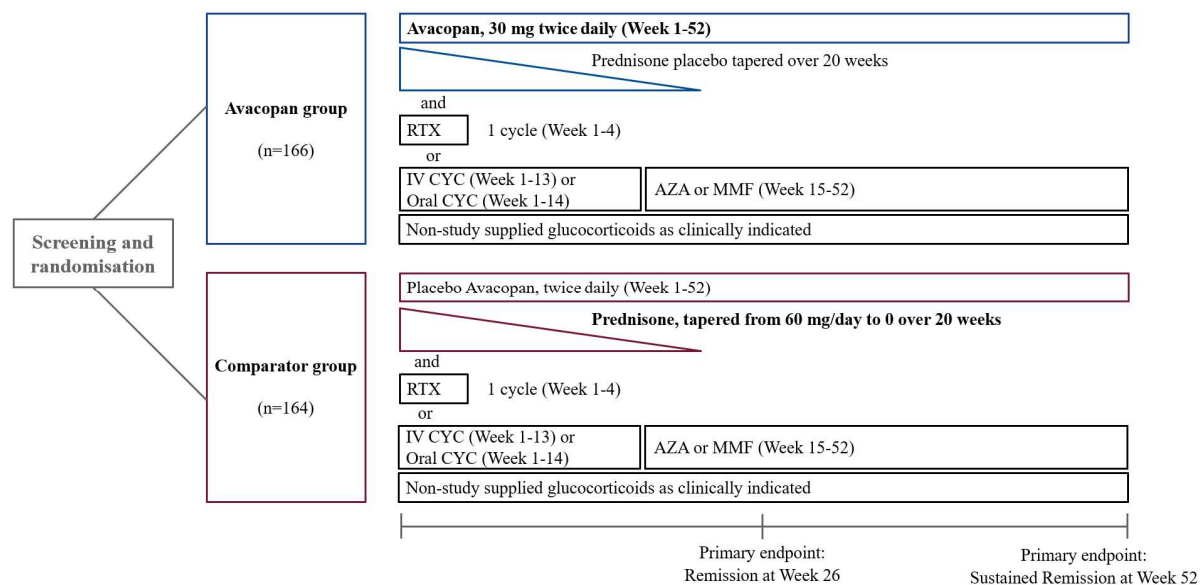 Screening and
randomisation
Avacopan group
(n=166)
Avacopan, 30 mg twice daily (Week 1-52)
Prednisone placebo tapered over 20 weeks
and
RTX
1 cycle (Week 1-4)
or
IV CYC (Week 1-13) or
Oral CYC (Week 1-14)
AZA or MMF (Week 15-52)
Non-study supplied glucocorticoids as clinically indicated
Comparator group
(n=164)
Placebo Avacopan, twice daily (Week 1-52)
Prednisone, tapered from 60 mg/day to 0 over 20 weeks
and
RTX
1 cycle (Week 1-4)
or
IV CYC (Week 1-13) or
Oral CYC (Week 1-14)
AZA or MMF (Week 15-52)
Non-study supplied glucocorticoids as clinically indicated
Primary endpoint:
Remission at Week 26
Primary endpoint:
Sustained Remission at Week 52